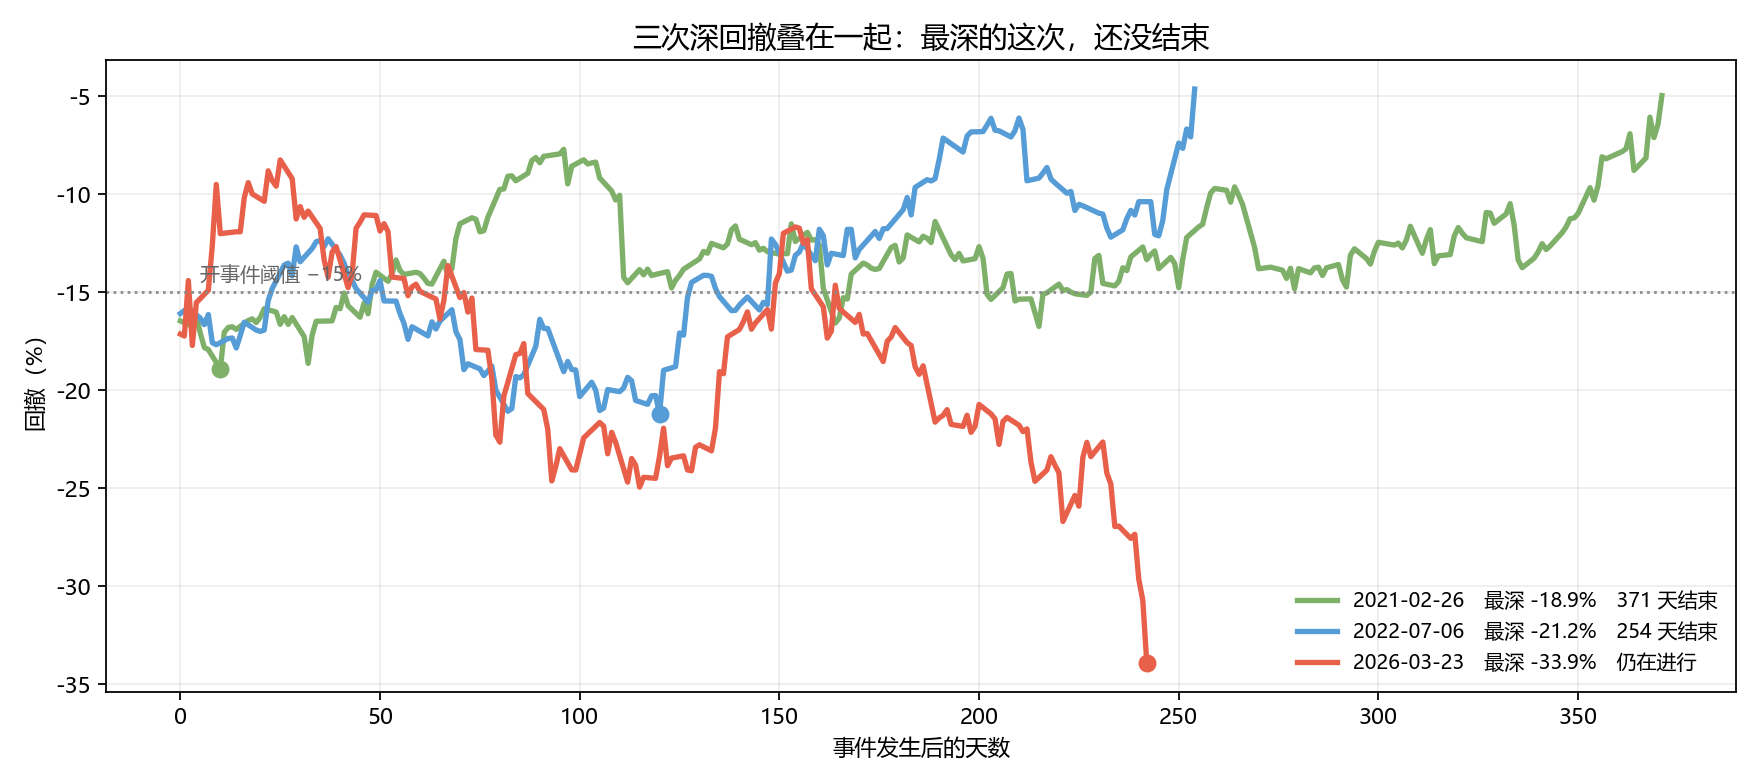 三次深回撤叠在一起：最深的这次，还没结束
-5
-10
开事件阈值 −15%
-15
-20
回撤（%）
-25
-30
-35
2021-02-26 最深 -18.9% 371 天结束
2022-07-06 最深 -21.2% 254 天结束
2026-03-23 最深 -33.9% 仍在进行
0 50 100 150 200 250 300 350
事件发生后的天数